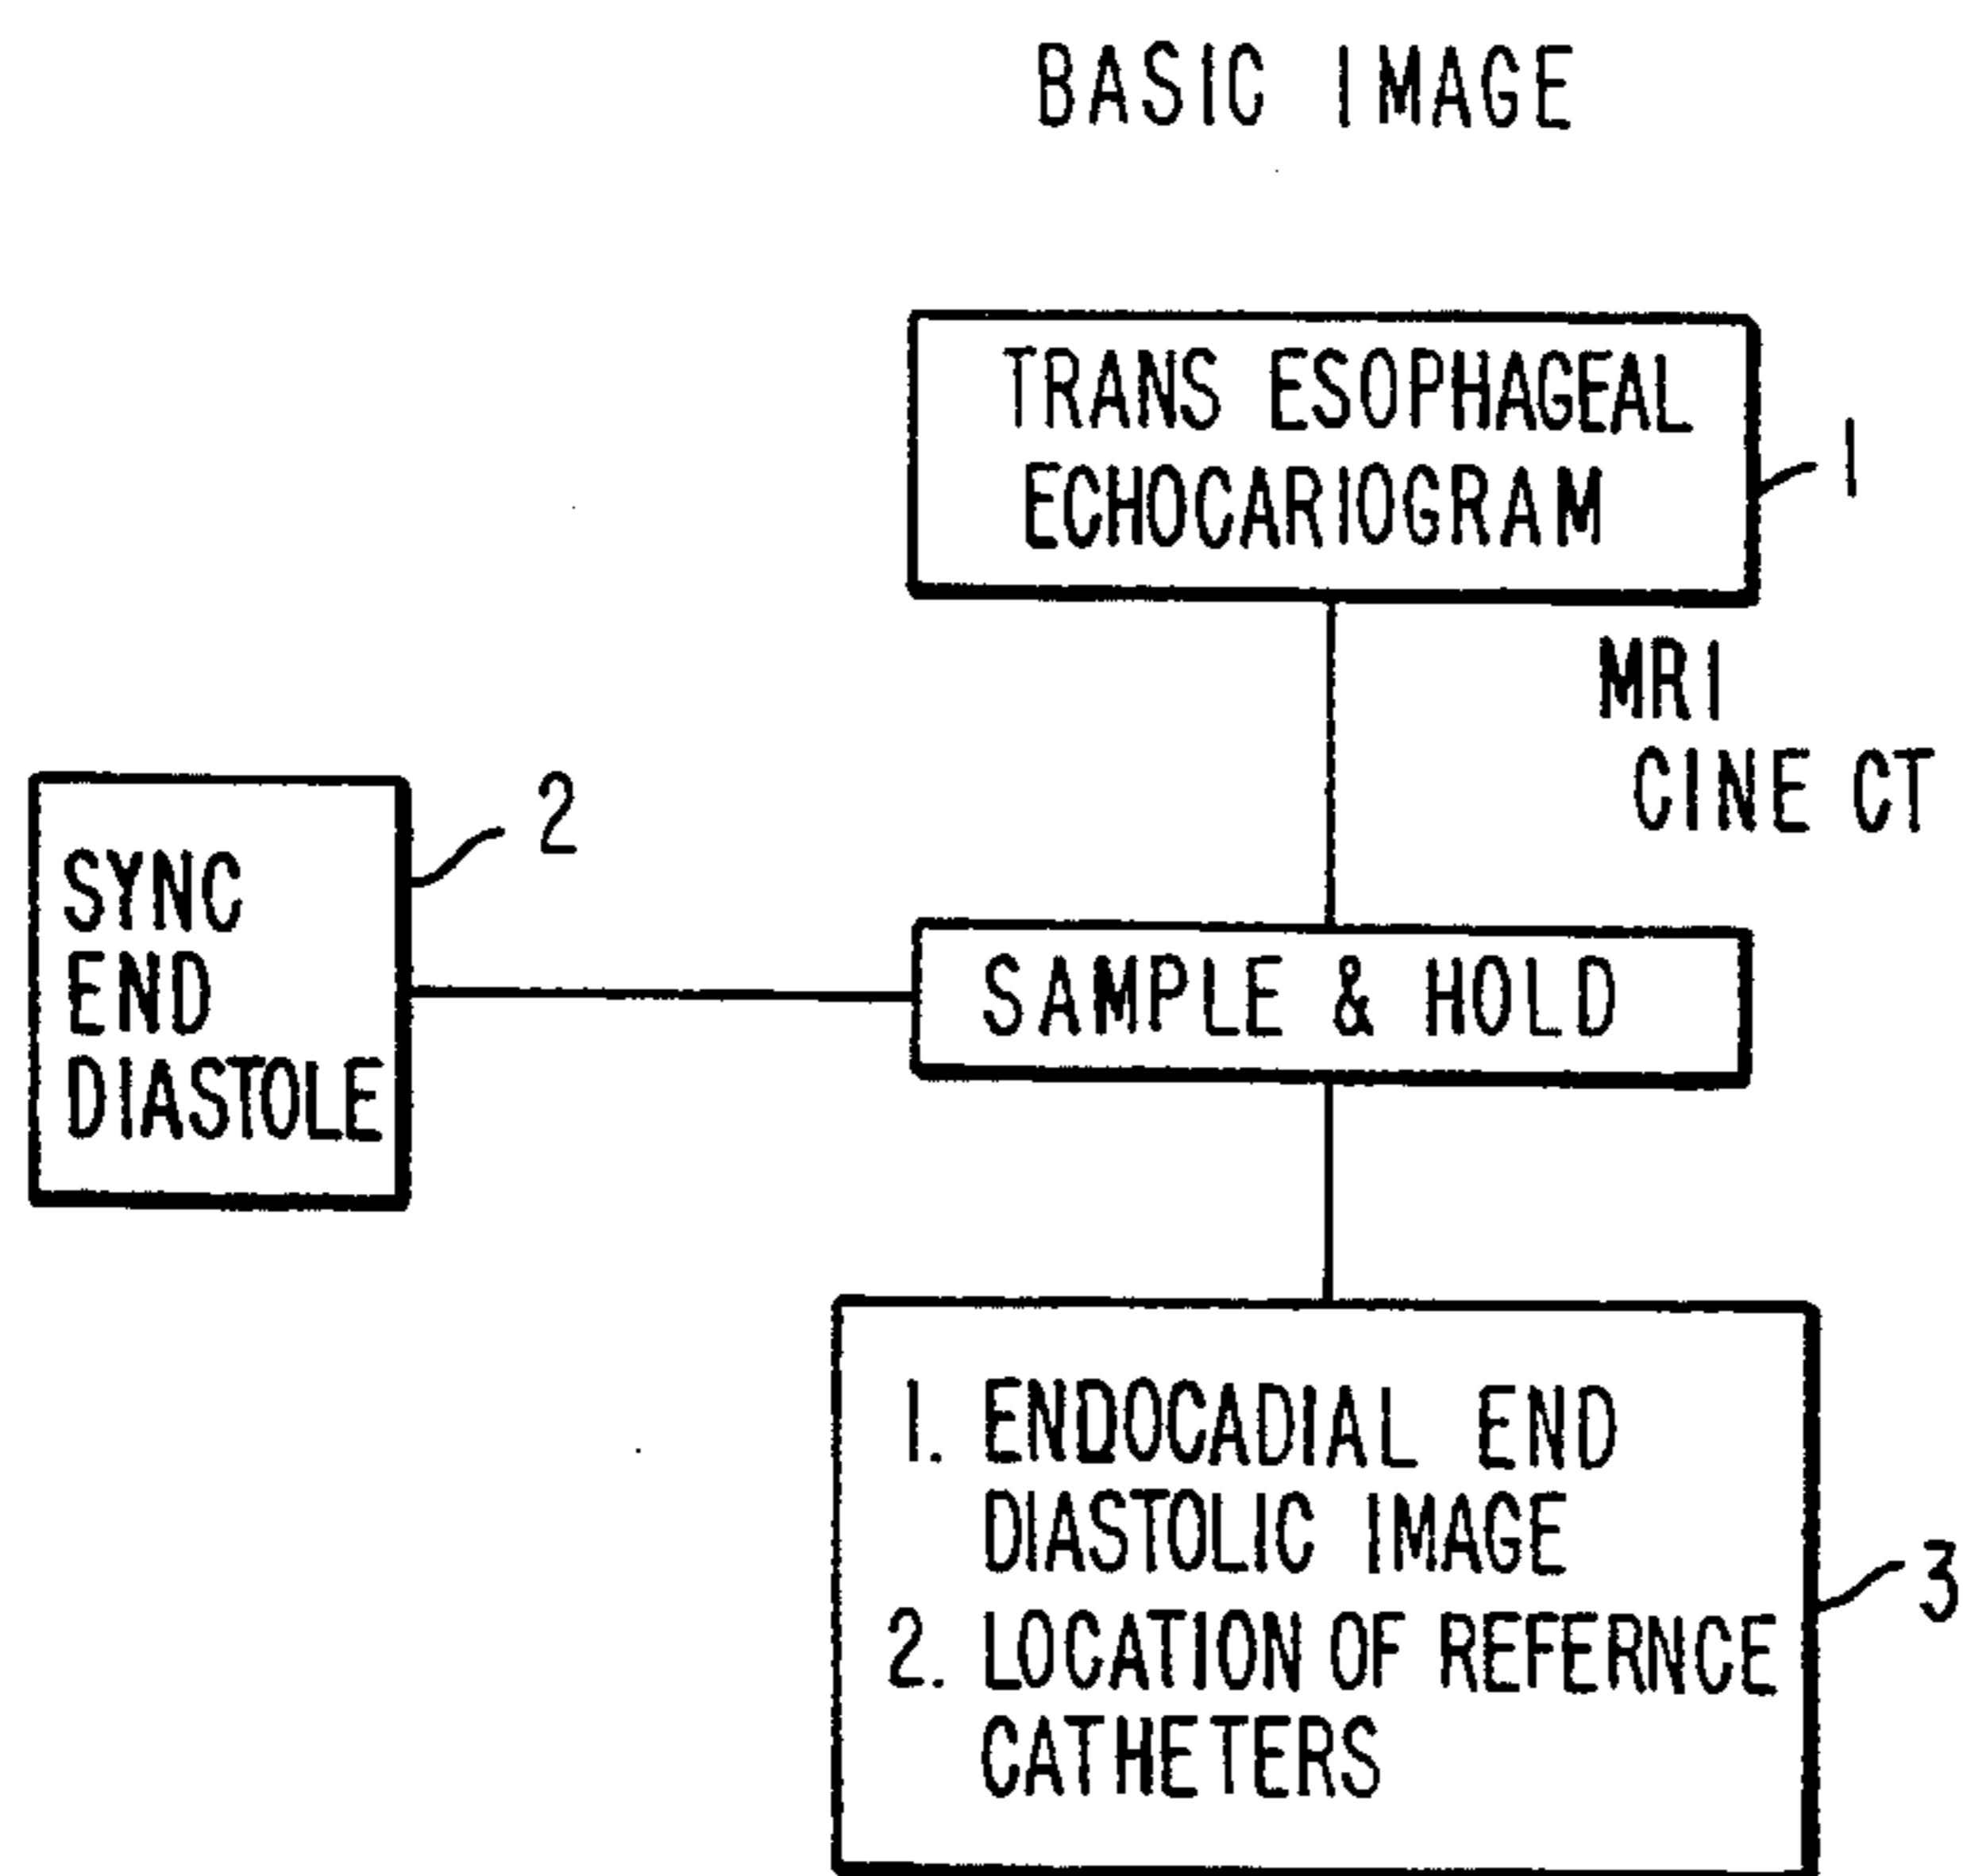 BASIC IMAGE
TRANS ESOPHAGEAL
ECHOCARIOGRAM
1
MRI
CINE CT
2
SYNC
END
DIASTOLE
SAMPLE & HOLD
1. ENDOCADIAL END
DIASTOLIC IMAGE
2. LOCATION OF REFERNCE
CATHETERS
3